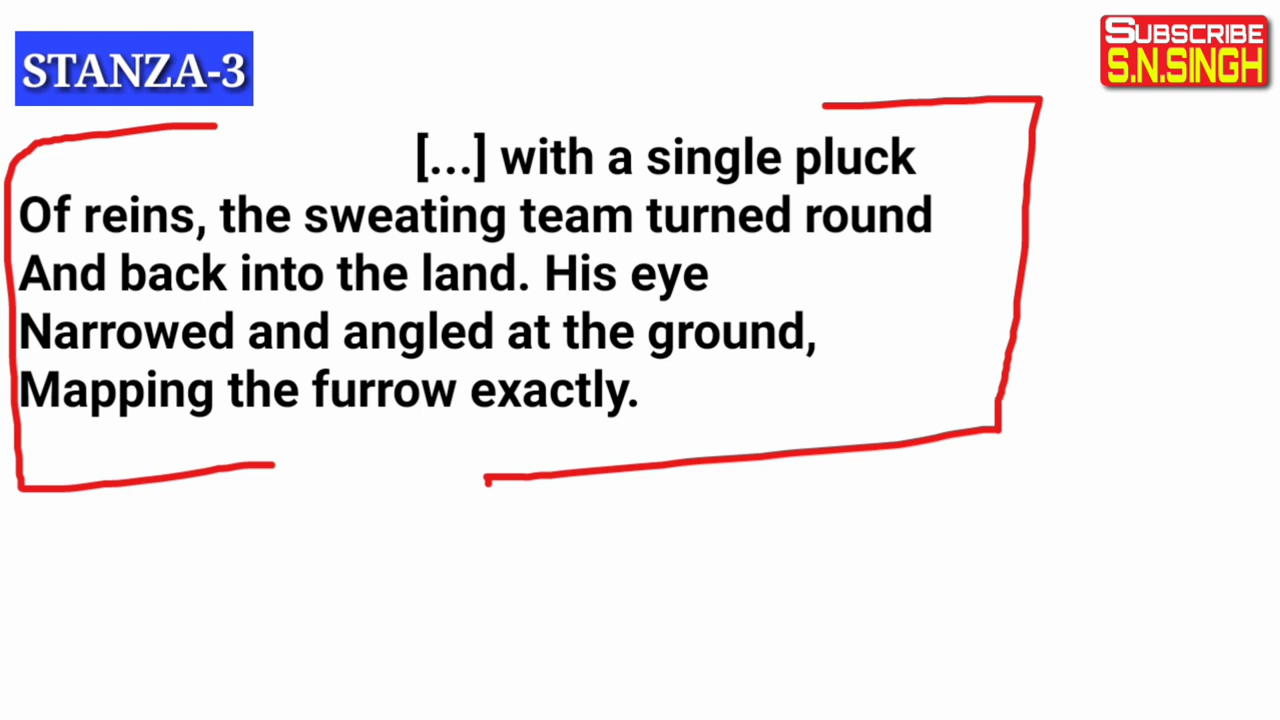 STANZA-3
SUBSCRIBE
S.N.SINGH
[...] with a single pluck
Of reins, the sweating team turned round
And back into the land. His eye
Narrowed and angled at the ground,
Mapping the furrow exactly.